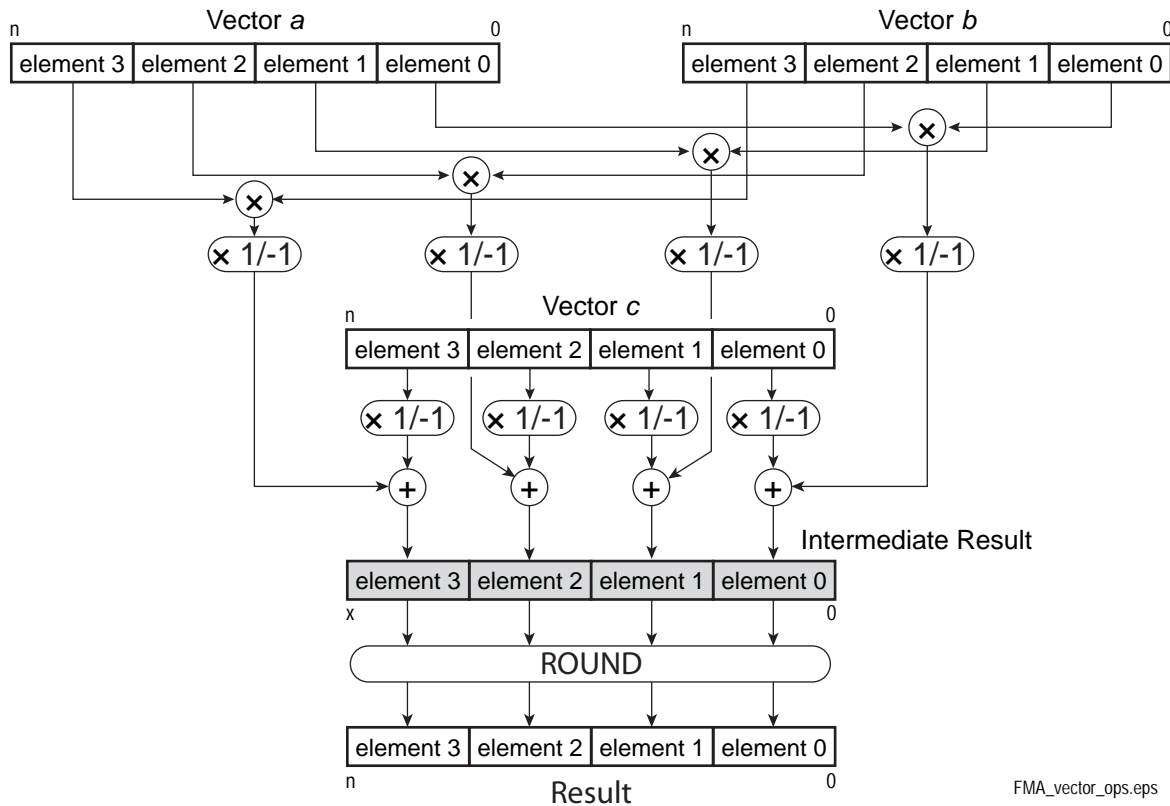 Vector a
Vector b
n 0 n 0
element 3 element 2 element 1 element 0 element 3 element 2 element 1 element 0
×
×
×
×
× 1/-1 × 1/-1 × 1/-1 × 1/-1
Vector c
n 0
element 3 element 2 element 1 element 0
× 1/-1 × 1/-1 × 1/-1 × 1/-1
+ + + +
Intermediate Result
element 3 element 2 element 1 element 0
x 0
ROUND
element 3 element 2 element 1 element 0
n 0
Result
FMA_vector_ops.eps